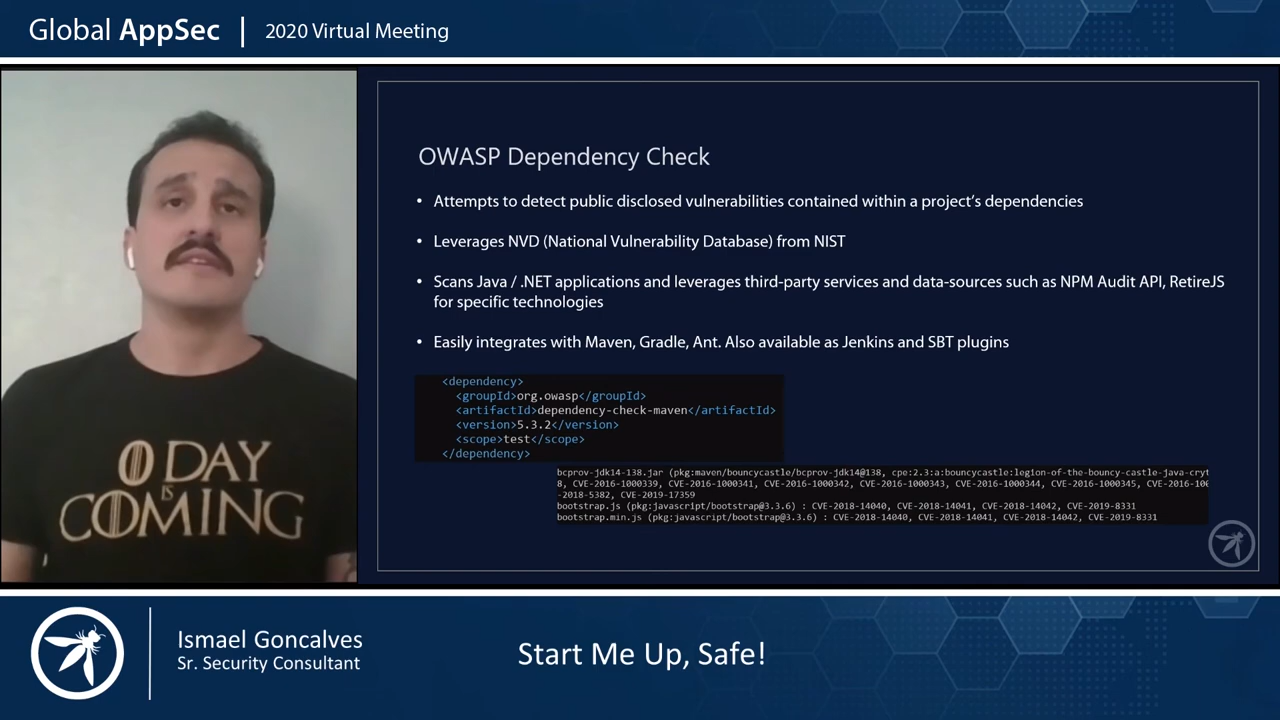 Global AppSec | 2020 Virtual Meeting
OWASP Dependency Check
• Attempts to detect public disclosed vulnerabilities contained within a project's dependencies
• Leverages NVD (National Vulnerability Database) from NIST
• Scans Java / .NET applications and leverages third-party services and data-sources such as NPM Audit API, RetireJS
for specific technologies
• Easily integrates with Maven, Gradle, Ant. Also available as Jenkins and SBT plugins
<dependency>
<groupId>org.owasp</groupId>
<artifactId>dependency-check-maven</artifactId>
<version>5.3.2</version>
<scope>test</scope>
</dependency>
bcprov-jdk14-138.jar (pkg:maven/bouncycastle/bcprov-jdk14@138, cpe:2.3:a:bouncycastle:legion-of-the-bouncy-castle-java-cryt
8, CVE-2016-1000339, CVE-2016-1000341, CVE-2016-1000342, CVE-2016-1000343, CVE-2016-1000344, CVE-2016-1000345, CVE-2016-100
-2018-5382, CVE-2019-17359
bootstrap.js (pkg:javascript/bootstrap@3.3.6) : CVE-2018-14040, CVE-2018-14041, CVE-2018-14042, CVE-2019-8331
bootstrap.min.js (pkg:javascript/bootstrap@3.3.6) : CVE-2018-14040, CVE-2018-14041, CVE-2018-14042, CVE-2019-8331
0 DAY
IS
COMING
Ismael Goncalves
Sr. Security Consultant
Start Me Up, Safe!